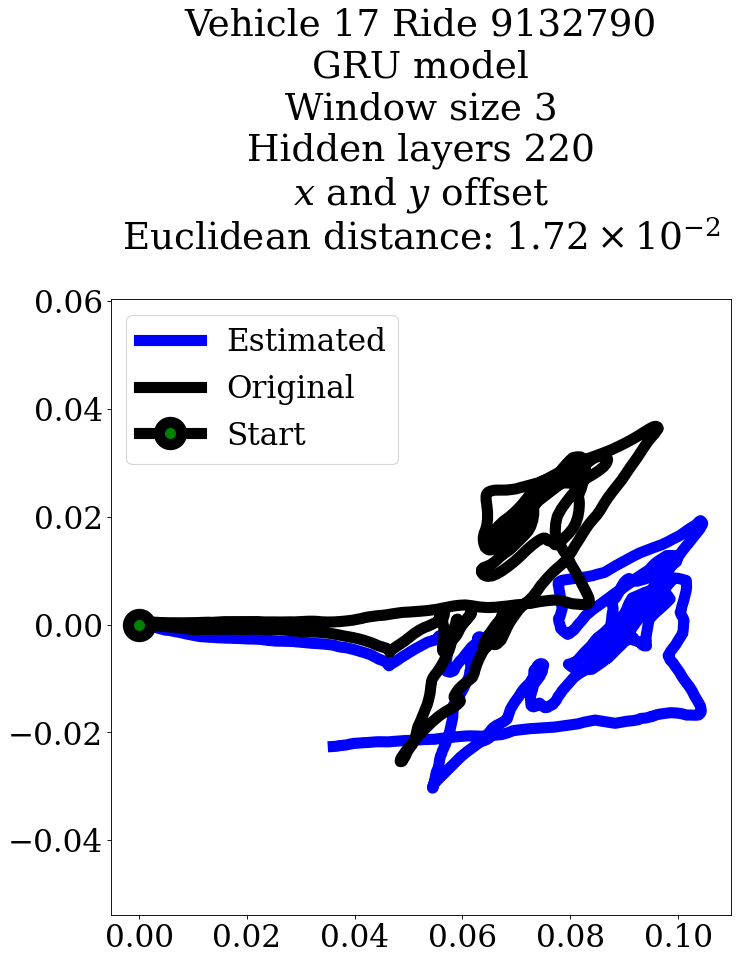 Vehicle 17 Ride 9132790
GRU model
Window size 3
Hidden layers 220
x and y offset
Euclidean distance: 1.72 × 10⁻²
Estimated
Original
Start
0.06
0.04
0.02
0.00
−0.02
−0.04
0.00 0.02 0.04 0.06 0.08 0.10